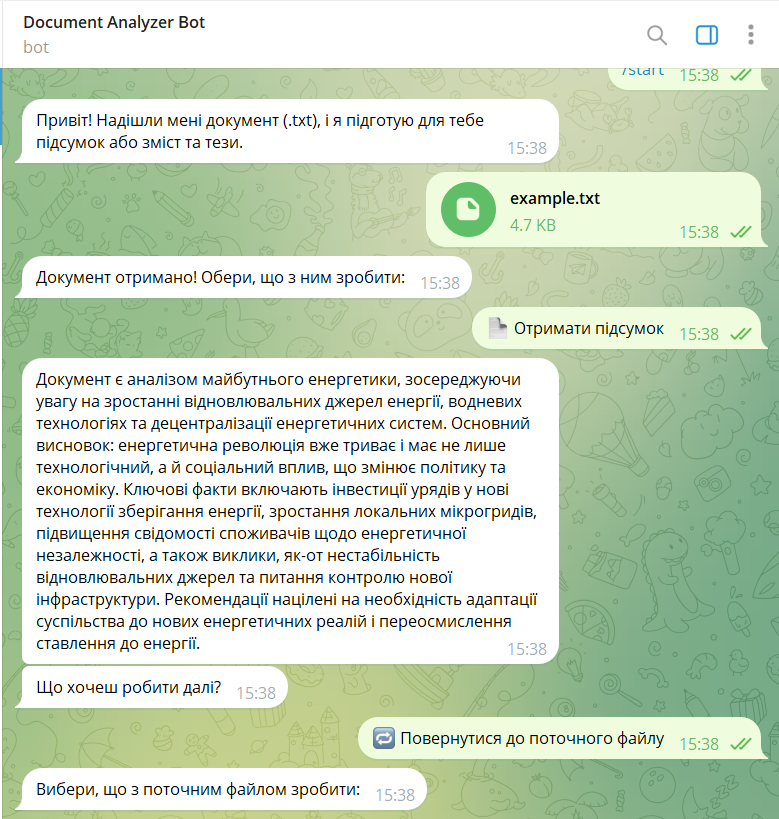 Document Analyzer Bot
bot
/start 15:38
Привіт! Надішли мені документ (.txt), і я підготую для тебе
підсумок або зміст та тези.
15:38
example.txt
4.7 KB
15:38
Документ отримано! Обери, що з ним зробити: 15:38
Отримати підсумок 15:38
Документ є аналізом майбутнього енергетики, зосереджуючи
увагу на зростанні відновлювальних джерел енергії, водневих
технологіях та децентралізації енергетичних систем. Основний
висновок: енергетична революція вже триває і має не лише
технологічний, а й соціальний вплив, що змінює політику та
економіку. Ключові факти включають інвестиції урядів у нові
технології зберігання енергії, зростання локальних мікрогридів,
підвищення свідомості споживачів щодо енергетичної
незалежності, а також виклики, як-от нестабільність
відновлювальних джерел та питання контролю нової
інфраструктури. Рекомендації націлені на необхідність адаптації
суспільства до нових енергетичних реалій і переосмислення
ставлення до енергії.
15:38
Що хочеш робити далі? 15:38
Повернутися до поточного файлу 15:38
Вибери, що з поточним файлом зробити: 15:38